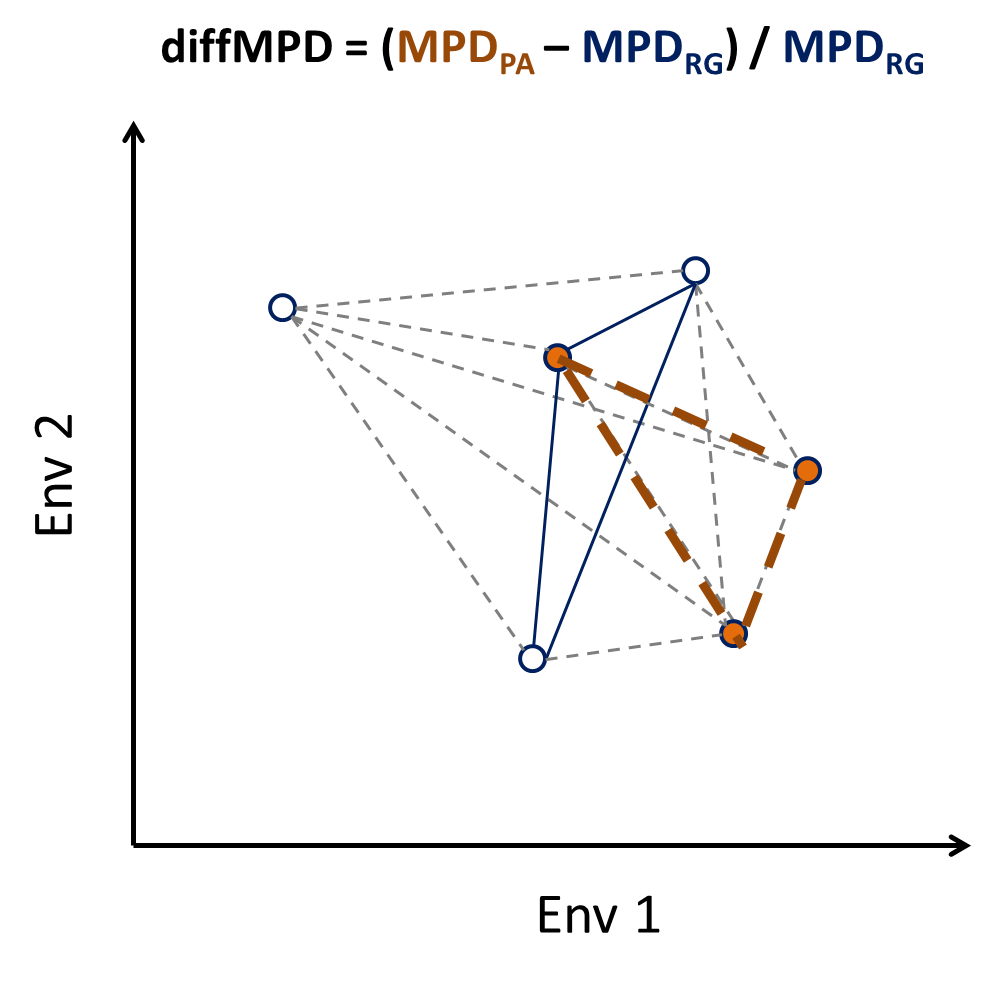 diffMPD = (MPDPA – MPDRG) / MPDRG
Env 2
Env 1